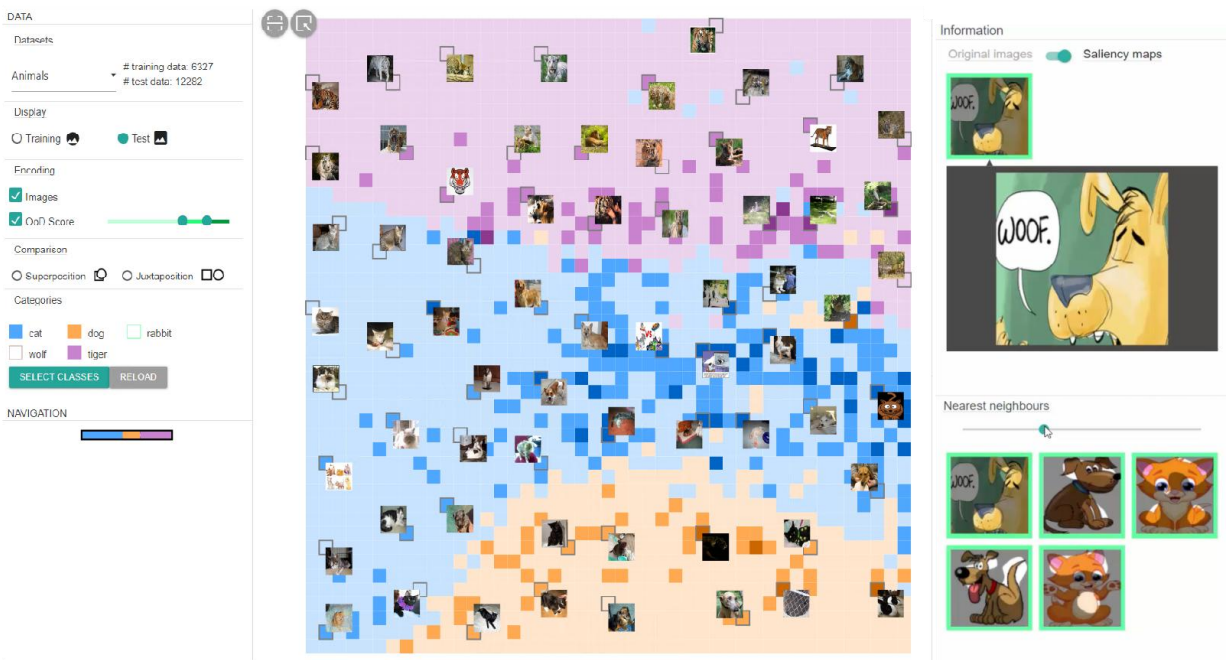 DATA
Datasets
Animals
# training data: 6327
# test data: 12282
Display
Training
Test
Encoding
Images
OoD Score
Comparison
Superposition
Juxtaposition
Categories
cat
dog
rabbit
wolf
tiger
SELECT CLASSES
RELOAD
NAVIGATION
Information
Original images
Saliency maps
WOOF.
WOOF.
Nearest neighbours
WOOF.